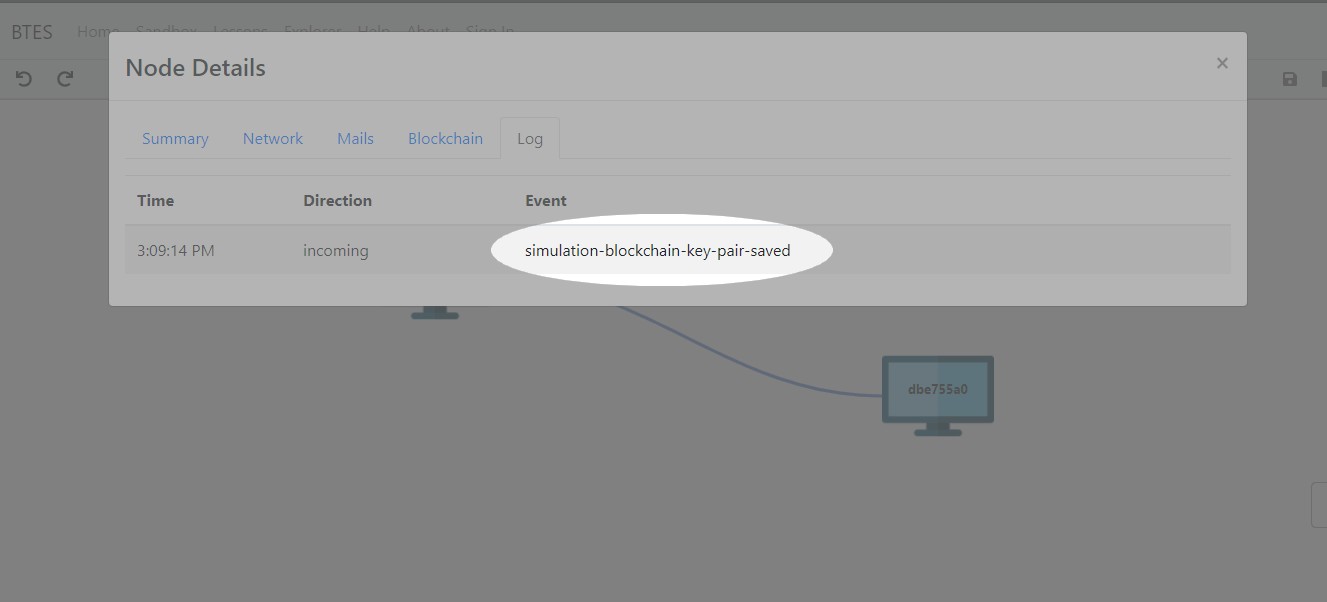 BTES Home Sandbox Lessons Explorer Help About Sign In
Node Details ×
Summary Network Mails Blockchain Log
Time Direction Event
3:09:14 PM incoming simulation-blockchain-key-pair-saved
dbe755a0